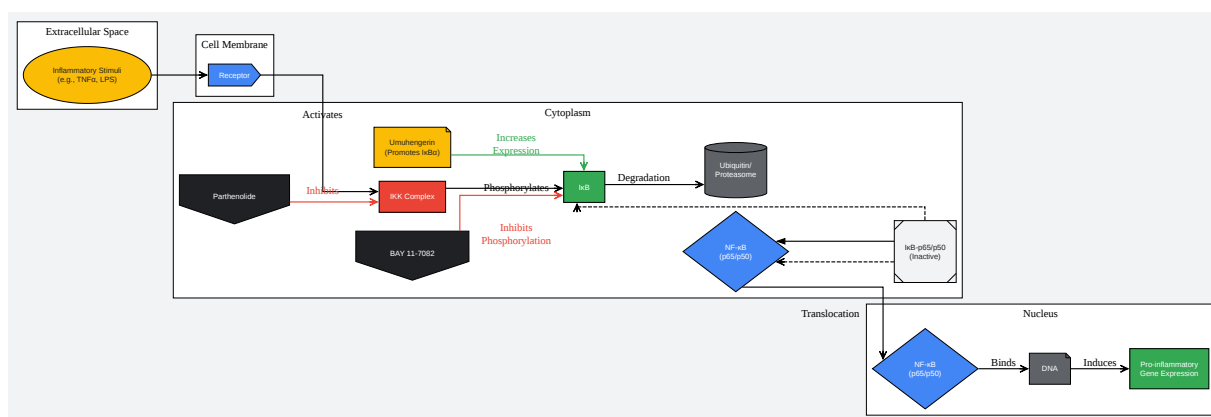 Extracellular Space
Inflammatory Stimuli
(e.g., TNFα, LPS)
Cell Membrane
Receptor
Activates
Cytoplasm
Umuhengerin
(Promotes IκBα)
Increases
Expression
Ubiquitin/
Proteasome
Parthenolide
Inhibits
IKK Complex
Phosphorylates
IκB
Degradation
BAY 11-7082
Inhibits
Phosphorylation
NF-κB
(p65/p50)
IκB-p65/p50
(Inactive)
Translocation
Nucleus
NF-κB
(p65/p50)
Binds
DNA
Induces
Pro-inflammatory
Gene Expression